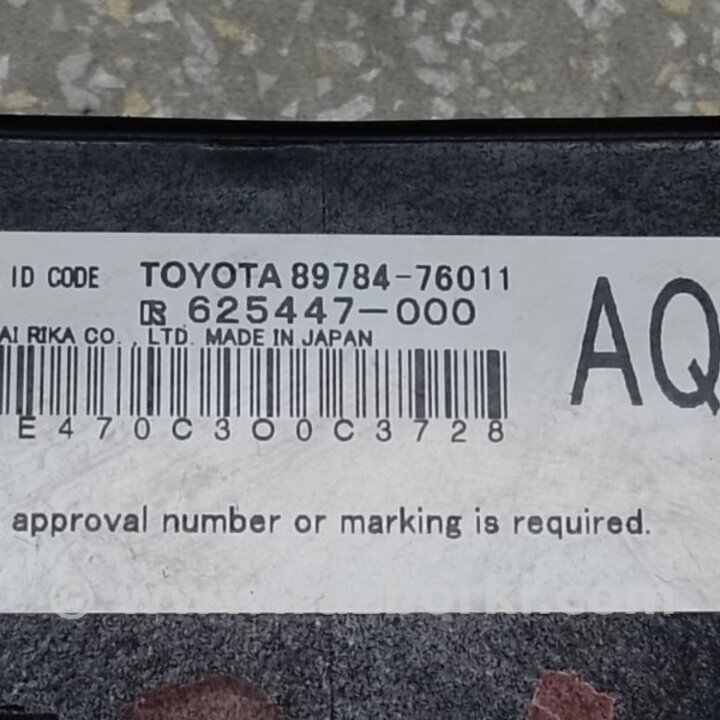 ID CODE TOYOTA 89784-76011
625447-000
AQ
AI RIKA CO., LTD. MADE IN JAPAN
E470C300C3728
approval number or marking is required.